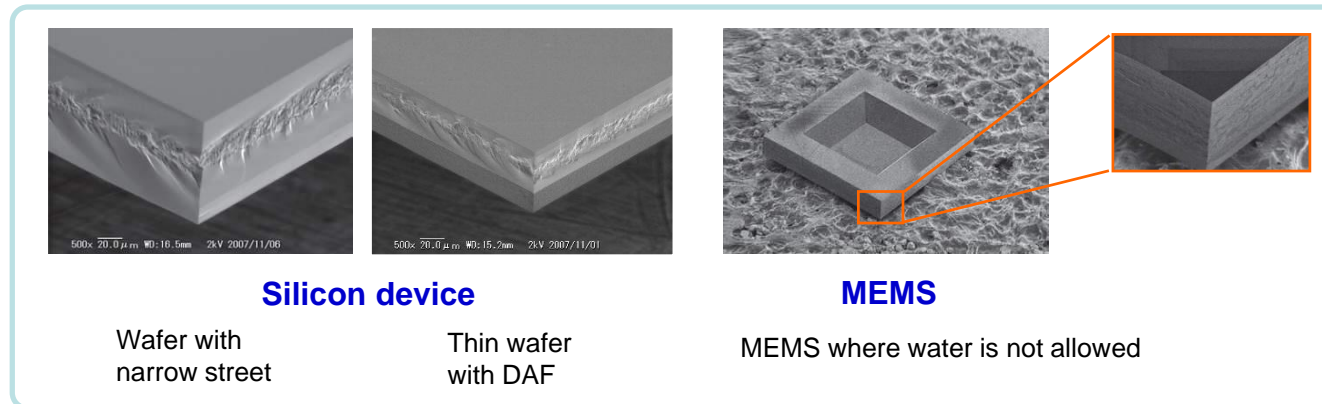 500x 20.0μm WD:16.5mm 2kV 2007/11/06
500x 20.0μm WD:15.2mm 2kV 2007/11/01
Silicon device
MEMS
Wafer with
narrow street
Thin wafer
with DAF
MEMS where water is not allowed